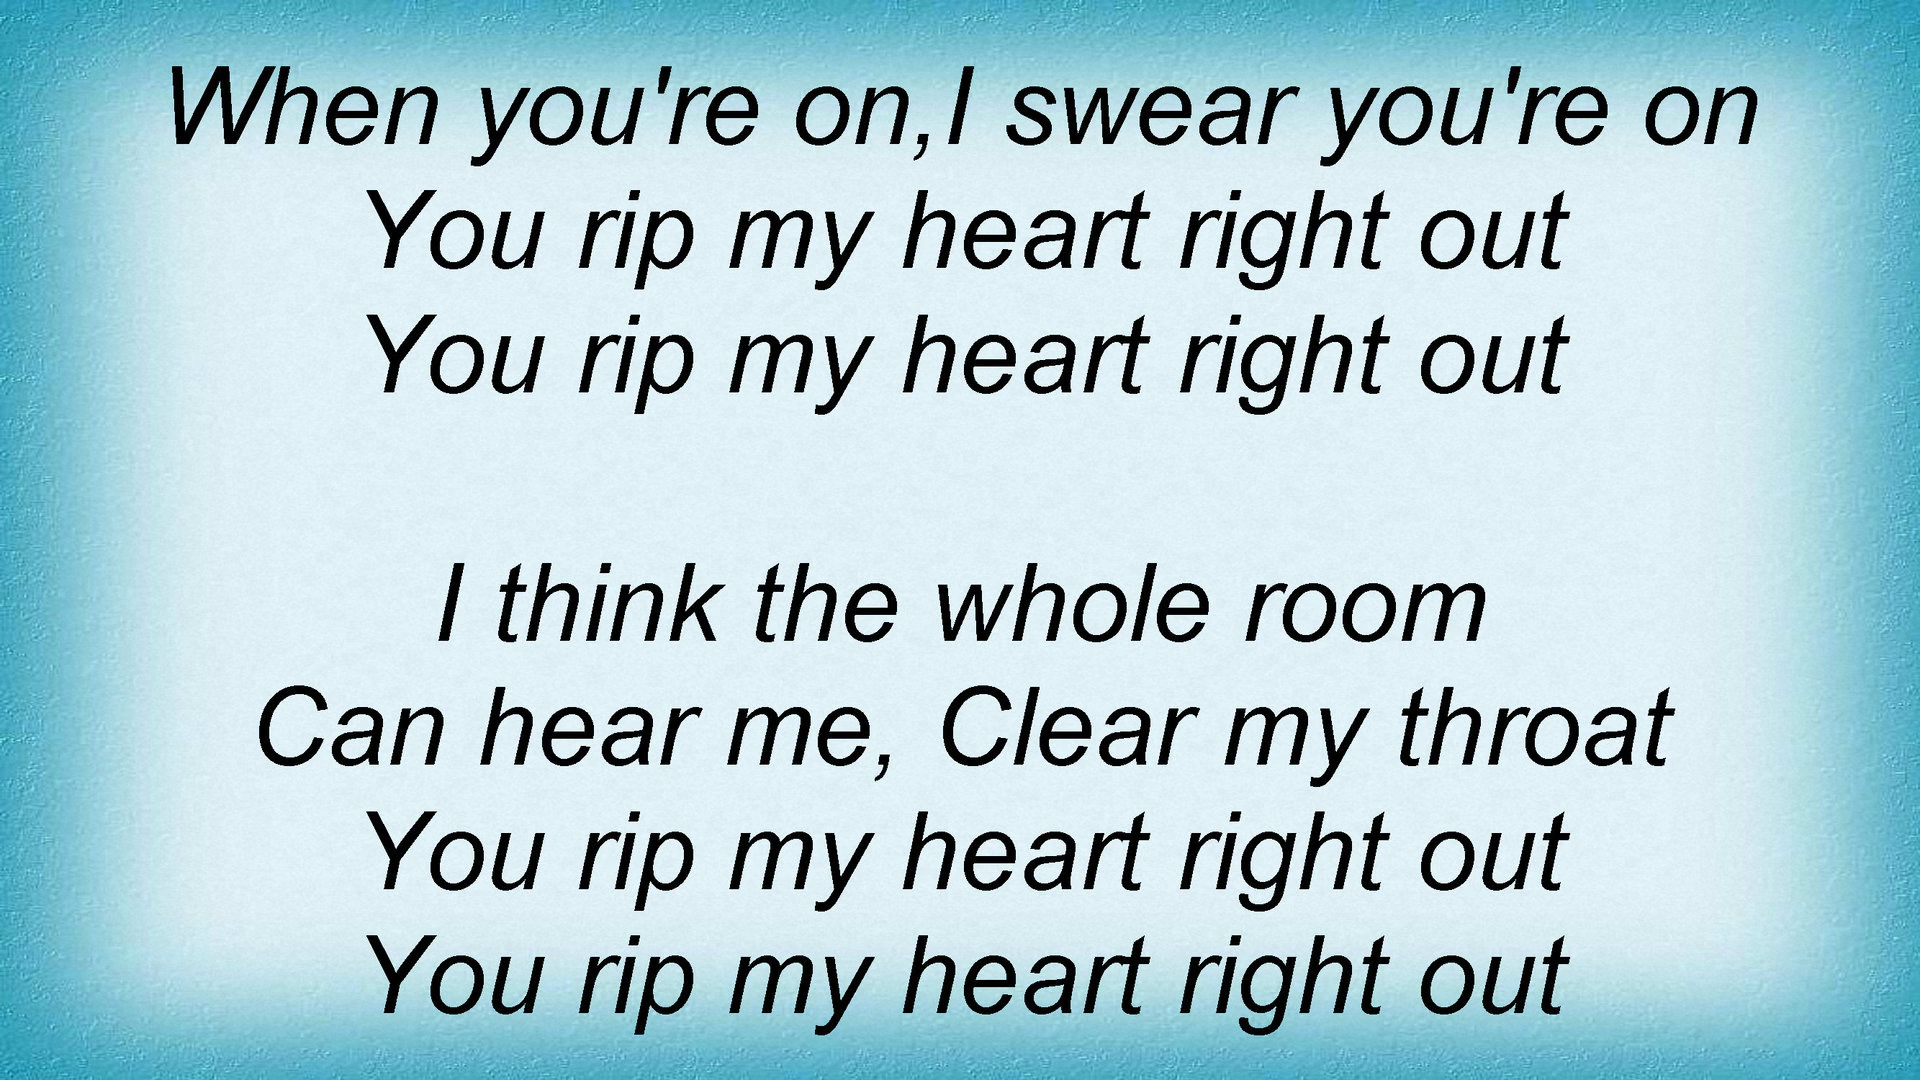 When you're on,I swear you're on
You rip my heart right out
You rip my heart right out
I think the whole room
Can hear me, Clear my throat
You rip my heart right out
You rip my heart right out